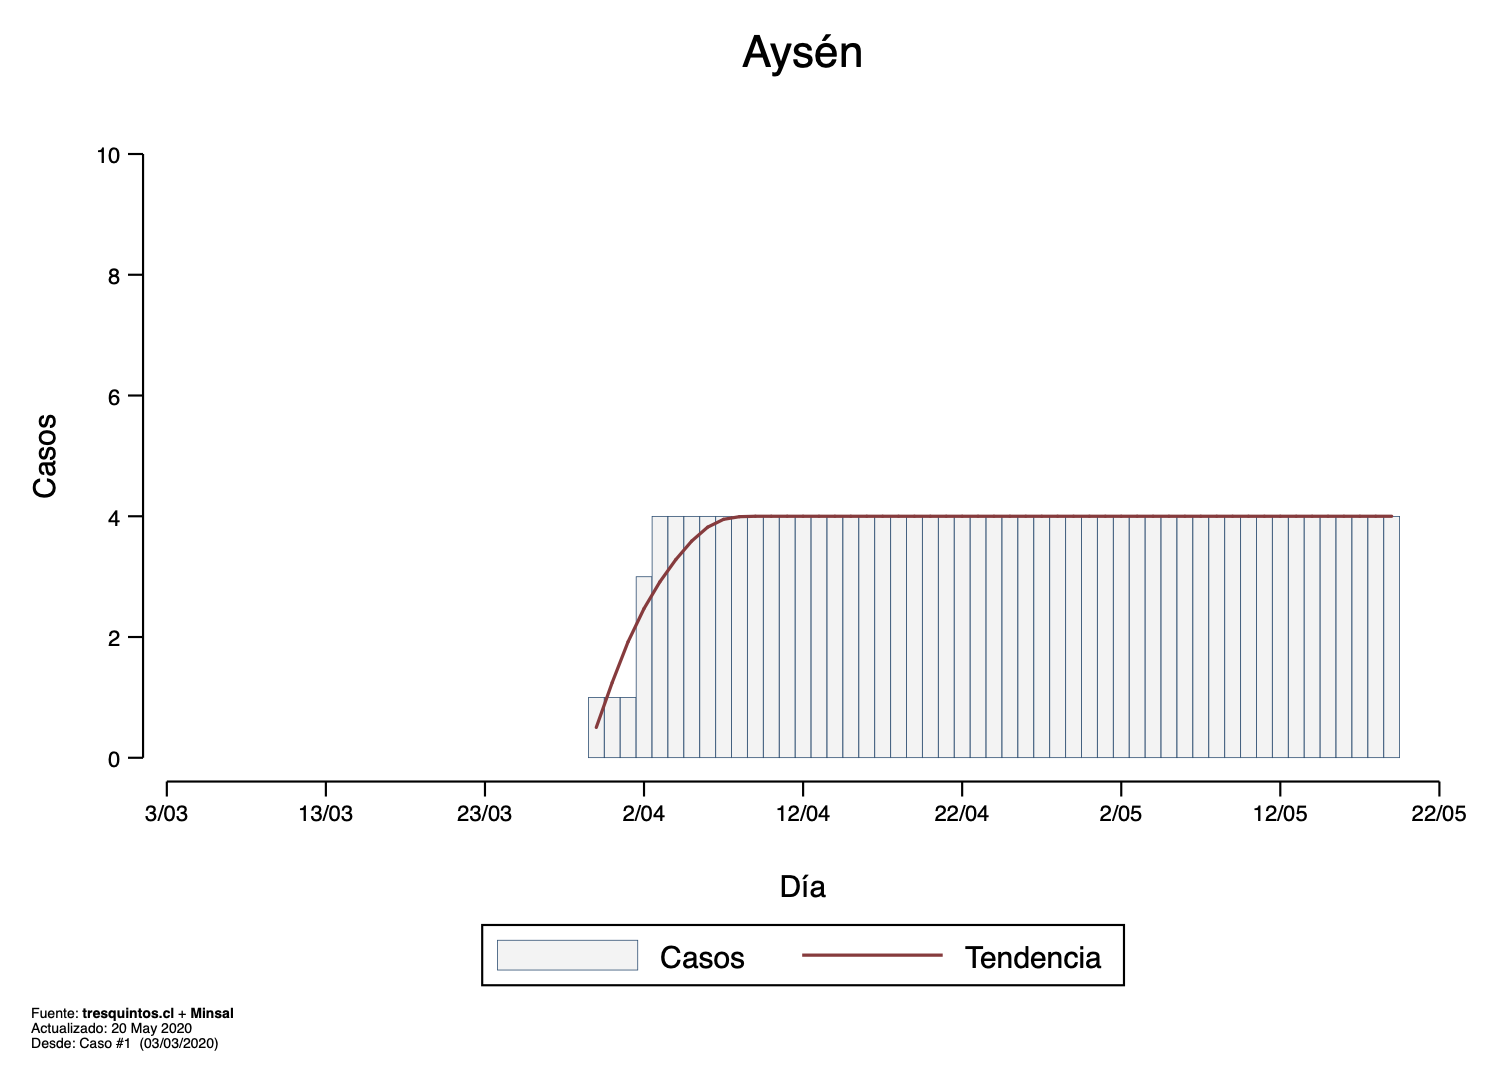 Aysén
10
8
6
4
2
0
Casos
3/03 13/03 23/03 2/04 12/04 22/04 2/05 12/05 22/05
Día
Casos Tendencia
Fuente: tresquintos.cl + Minsal
Actualizado: 20 May 2020
Desde: Caso #1 (03/03/2020)